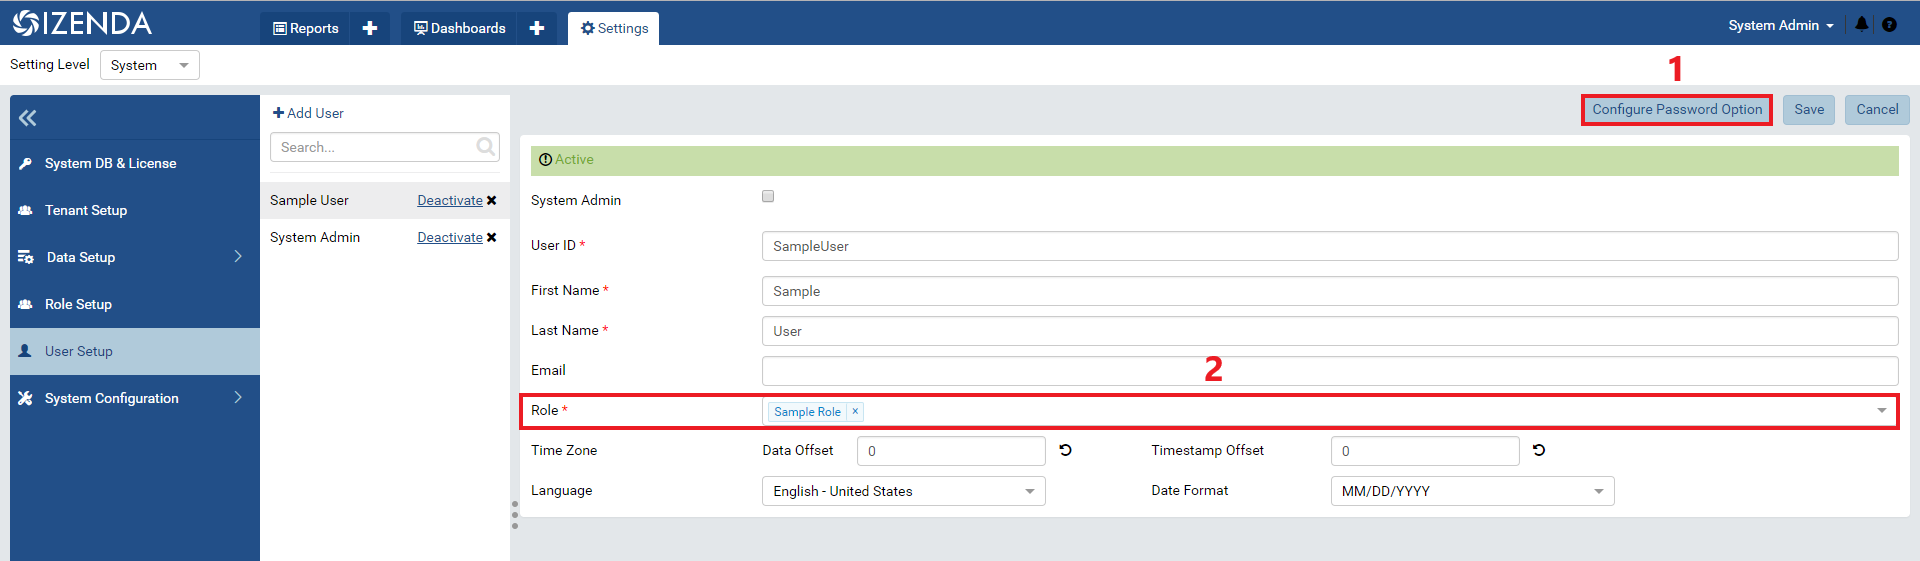 IZENDA
Reports
Dashboards
Settings
System Admin
Setting Level
System
1
Configure Password Option
Save
Cancel
System DB & License
Tenant Setup
Data Setup
Role Setup
User Setup
System Configuration
Add User
Search...
Sample User Deactivate
System Admin Deactivate
Active
System Admin
User ID * SampleUser
First Name * Sample
Last Name * User
Email
2
Role * Sample Role ×
Time Zone Data Offset 0 Timestamp Offset 0
Language English - United States Date Format MM/DD/YYYY